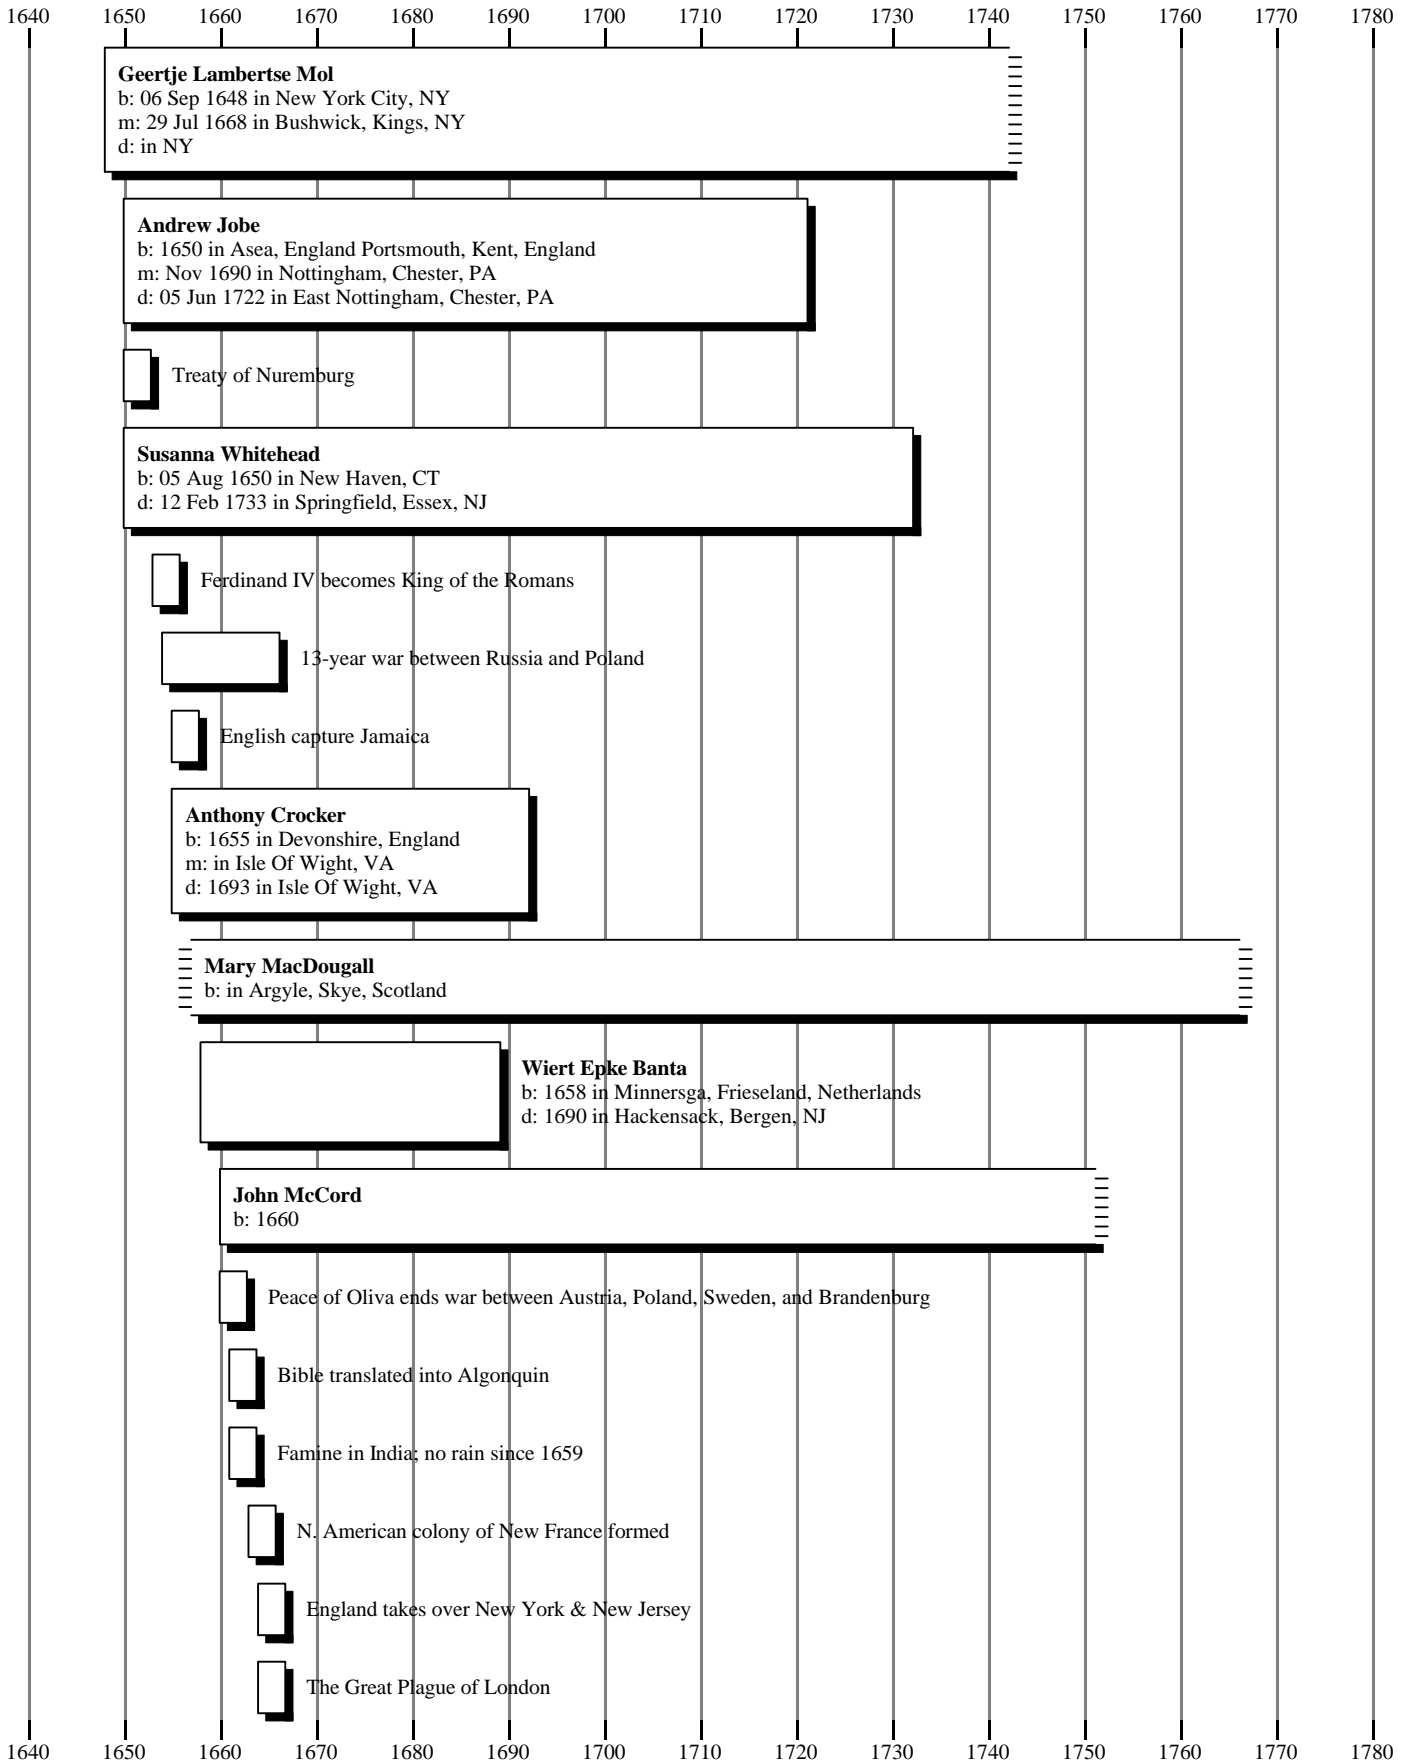 1640 1650 1660 1670 1680 1690 1700 1710 1720 1730 1740 1750 1760 1770 1780
Geertje Lambertse Mol
b: 06 Sep 1648 in New York City, NY
m: 29 Jul 1668 in Bushwick, Kings, NY
d: in NY
Andrew Jobe
b: 1650 in Asea, England Portsmouth, Kent, England
m: Nov 1690 in Nottingham, Chester, PA
d: 05 Jun 1722 in East Nottingham, Chester, PA
Treaty of Nuremburg
Susanna Whitehead
b: 05 Aug 1650 in New Haven, CT
d: 12 Feb 1733 in Springfield, Essex, NJ
Ferdinand IV becomes King of the Romans
13-year war between Russia and Poland
English capture Jamaica
Anthony Crocker
b: 1655 in Devonshire, England
m: in Isle Of Wight, VA
d: 1693 in Isle Of Wight, VA
Mary MacDougall
b: in Argyle, Skye, Scotland
Wiert Epke Banta
b: 1658 in Minnersga, Frieseland, Netherlands
d: 1690 in Hackensack, Bergen, NJ
John McCord
b: 1660
Peace of Oliva ends war between Austria, Poland, Sweden, and Brandenburg
Bible translated into Algonquin
Famine in India; no rain since 1659
N. American colony of New France formed
England takes over New York & New Jersey
The Great Plague of London
1640 1650 1660 1670 1680 1690 1700 1710 1720 1730 1740 1750 1760 1770 1780